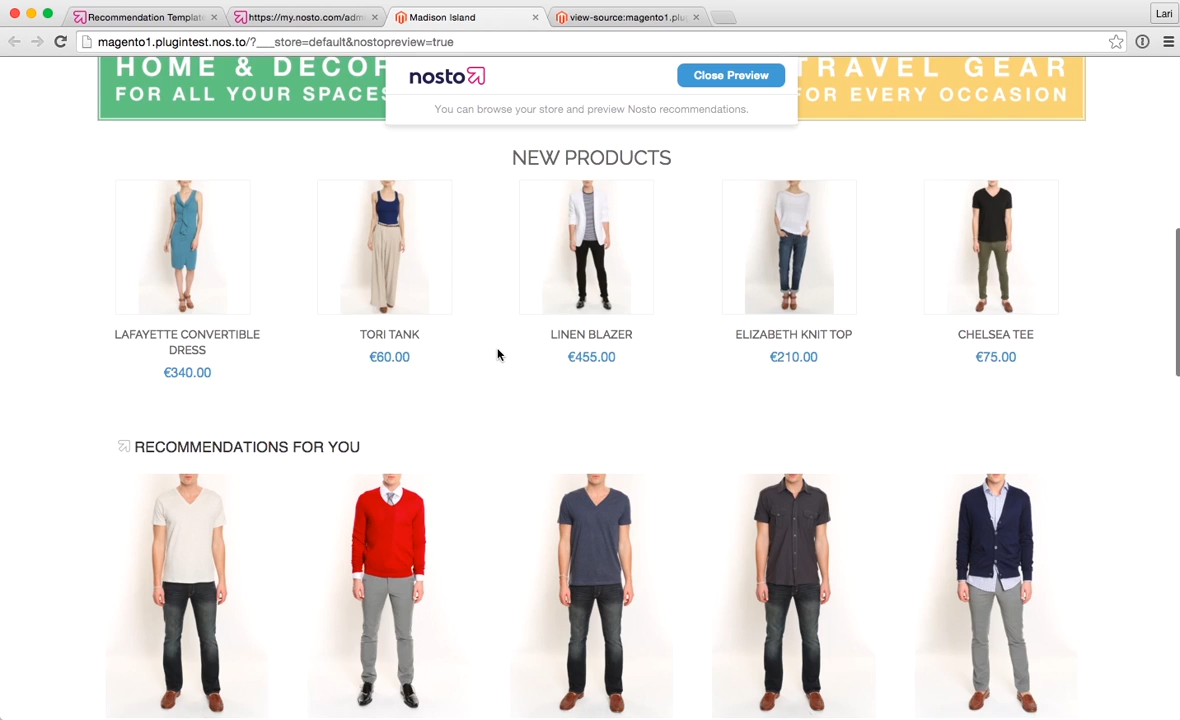 Recommendation Template
https://my.nosto.com/adm
Madison Island
view-source:magento1.plu
Lari
magento1.plugintest.nos.to/?___store=default&nostopreview=true
HOME & DECOR
FOR ALL YOUR SPACES
nosto
Close Preview
You can browse your store and preview Nosto recommendations.
TRAVEL GEAR
FOR EVERY OCCASION
NEW PRODUCTS
LAFAYETTE CONVERTIBLE
DRESS
€340.00
TORI TANK
€60.00
LINEN BLAZER
€455.00
ELIZABETH KNIT TOP
€210.00
CHELSEA TEE
€75.00
RECOMMENDATIONS FOR YOU